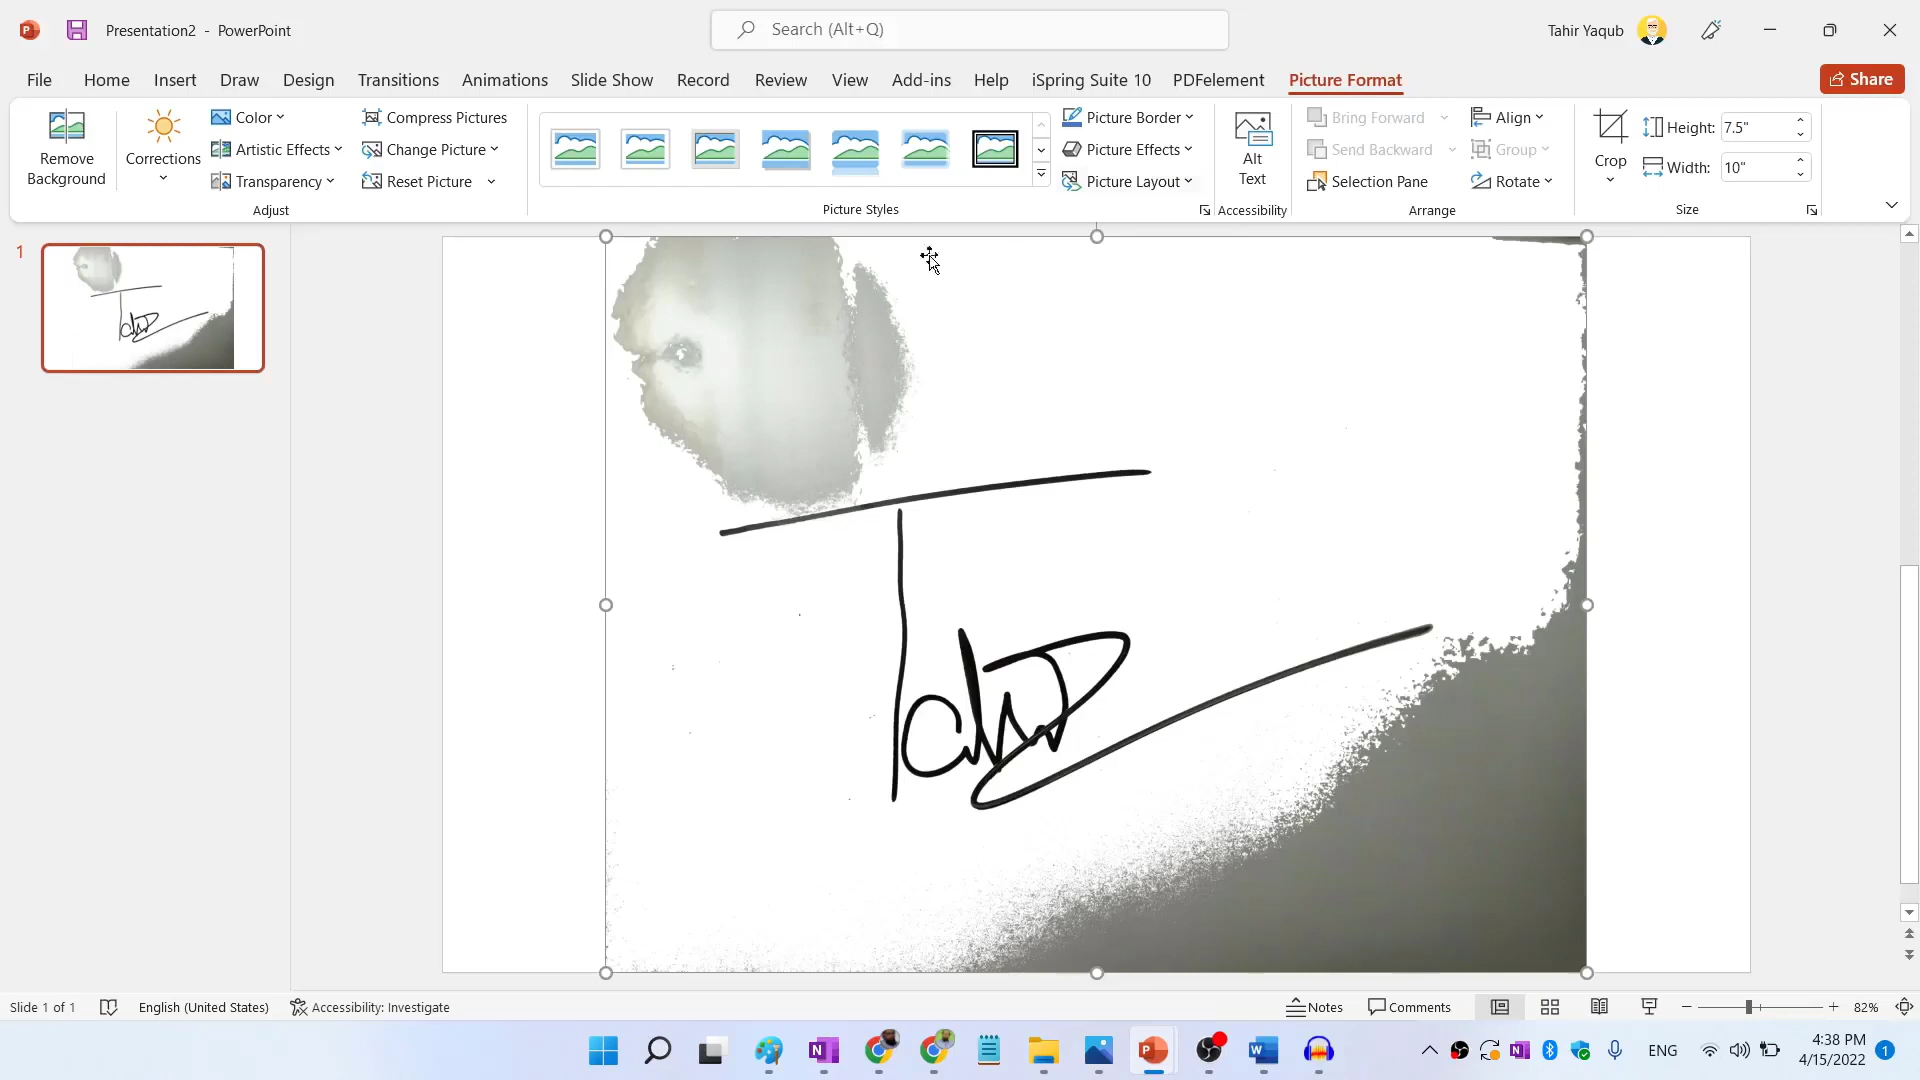 Presentation2 - PowerPoint
Search (Alt+Q)
Tahir Yaqub
File Home Insert Draw Design Transitions Animations Slide Show Record Review View Add-ins Help iSpring Suite 10 PDFelement Picture Format
Share
Remove Background
Corrections
Color
Artistic Effects
Transparency
Compress Pictures
Change Picture
Reset Picture
Adjust
Picture Styles
Picture Border
Picture Effects
Picture Layout
Alt Text
Accessibility
Bring Forward
Send Backward
Selection Pane
Align
Group
Rotate
Arrange
Crop
Height: 7.5"
Width: 10"
Size
1
Tahir
Slide 1 of 1 English (United States) Accessibility: Investigate Notes Comments 82%
ENG
4:38 PM
4/15/2022
1